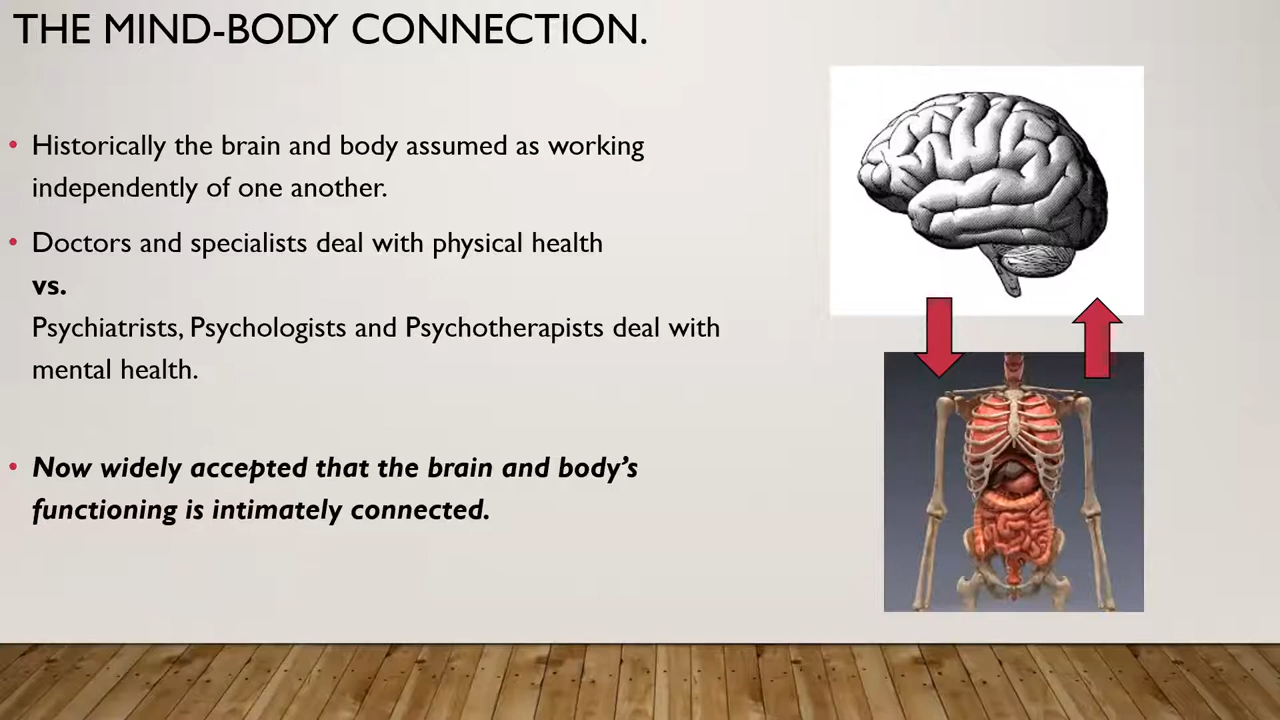 THE MIND-BODY CONNECTION.
• Historically the brain and body assumed as working
independently of one another.
• Doctors and specialists deal with physical health
vs.
Psychiatrists, Psychologists and Psychotherapists deal with
mental health.
• Now widely accepted that the brain and body’s
functioning is intimately connected.